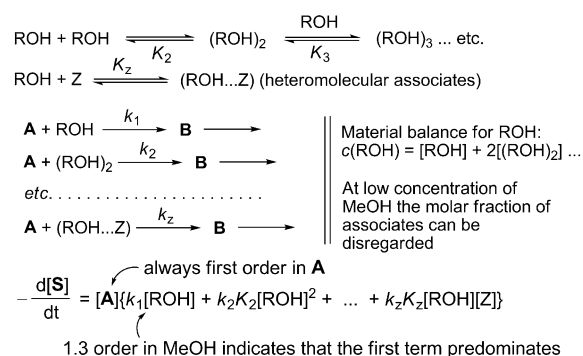 ROH
ROH + ROH ⇌ (ROH)₂ ⇌ (ROH)₃ ... etc.
K₂ K₃
K_z
ROH + Z ⇌ (ROH...Z) (heteromolecular associates)
k₁
A + ROH → B →
k₂
A + (ROH)₂ → B →
etc. . . . . . . . . . . . . . . . . . . . . . .
k_z
A + (ROH...Z) → B →
Material balance for ROH:
c(ROH) = [ROH] + 2[(ROH)₂] ...
At low concentration of
MeOH the molar fraction of
associates can be
disregarded
always first order in A
- d[S]/dt = [A]{k₁[ROH] + k₂K₂[ROH]² + ... + k_zK_z[ROH][Z]}
1.3 order in MeOH indicates that the first term predominates